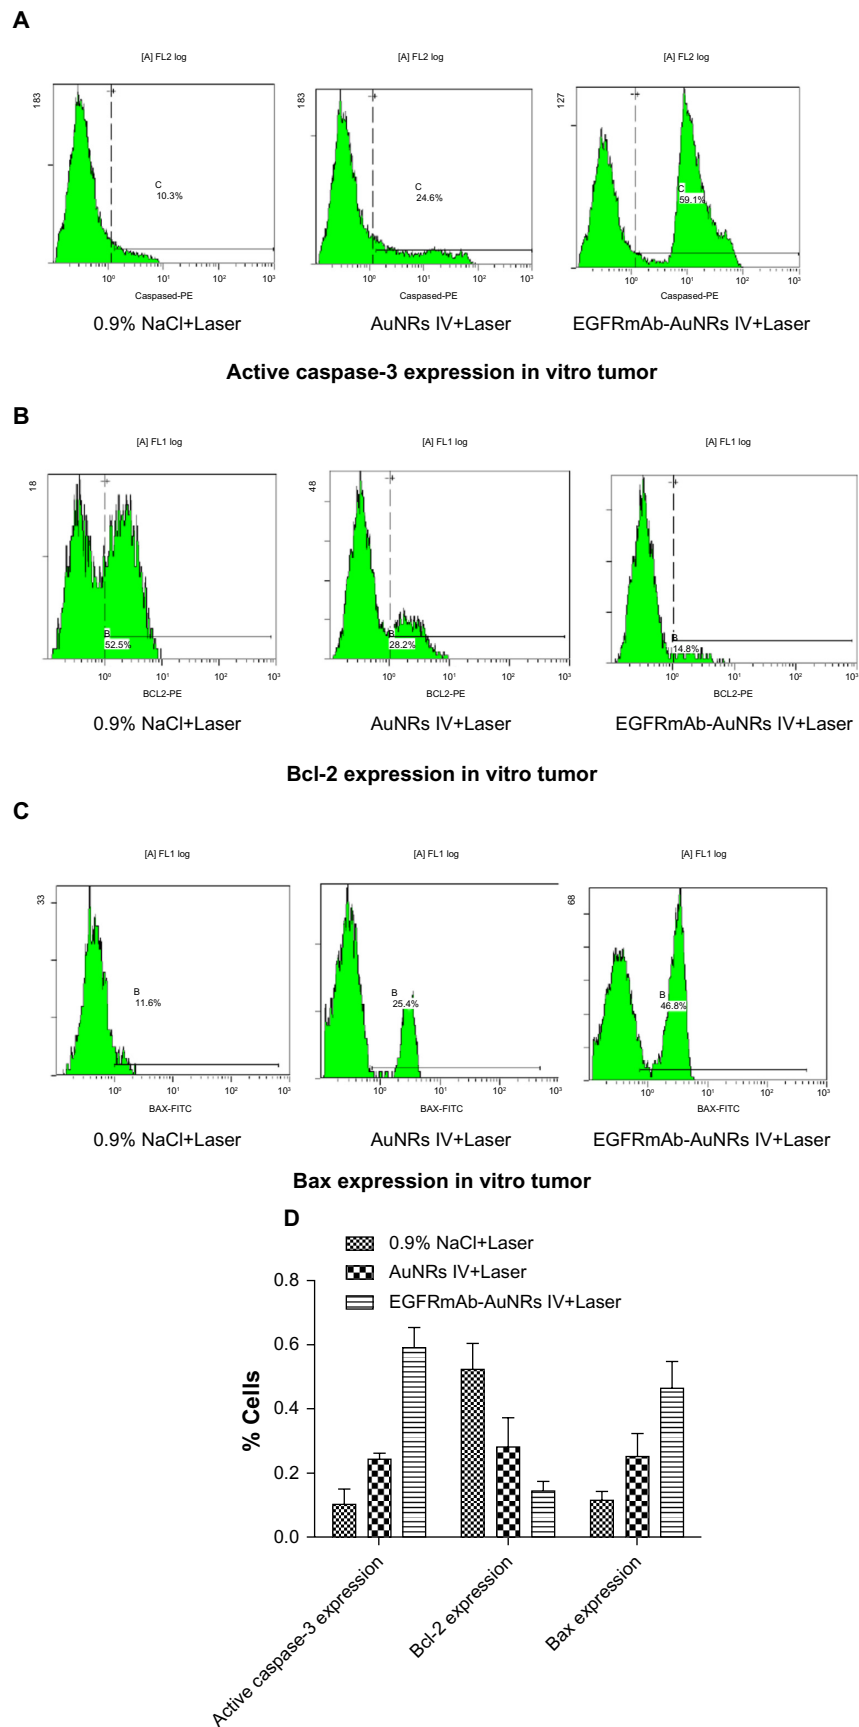 A
[A] FL2 log
[A] FL2 log
[A] FL2 log
183
C
10.3%
10⁰ 10¹ 10² 10³
Caspased-PE
183
C
24.6%
10⁰ 10¹ 10² 10³
Caspased-PE
127
C
59.1%
10⁰ 10¹ 10² 10³
Caspased-PE
0.9% NaCl+Laser
AuNRs IV+Laser
EGFRmAb-AuNRs IV+Laser
Active caspase-3 expression in vitro tumor
B
[A] FL1 log
[A] FL1 log
[A] FL1 log
18
B
52.5%
10⁰ 10¹ 10² 10³
BCL2-PE
48
B
28.2%
10⁰ 10¹ 10² 10³
BCL2-PE
B
14.8%
10⁰ 10¹ 10² 10³
BCL2-PE
0.9% NaCl+Laser
AuNRs IV+Laser
EGFRmAb-AuNRs IV+Laser
Bcl-2 expression in vitro tumor
C
[A] FL1 log
[A] FL1 log
[A] FL1 log
33
B
11.6%
10⁰ 10¹ 10² 10³
BAX-FITC
B
25.4%
10⁰ 10¹ 10² 10³
BAX-FITC
68
B
46.8%
10⁰ 10¹ 10² 10³
BAX-FITC
0.9% NaCl+Laser
AuNRs IV+Laser
EGFRmAb-AuNRs IV+Laser
Bax expression in vitro tumor
D
0.9% NaCl+Laser
AuNRs IV+Laser
EGFRmAb-AuNRs IV+Laser
% Cells
0.8
0.6
0.4
0.2
0.0
Active caspase-3 expression
Bcl-2 expression
Bax expression